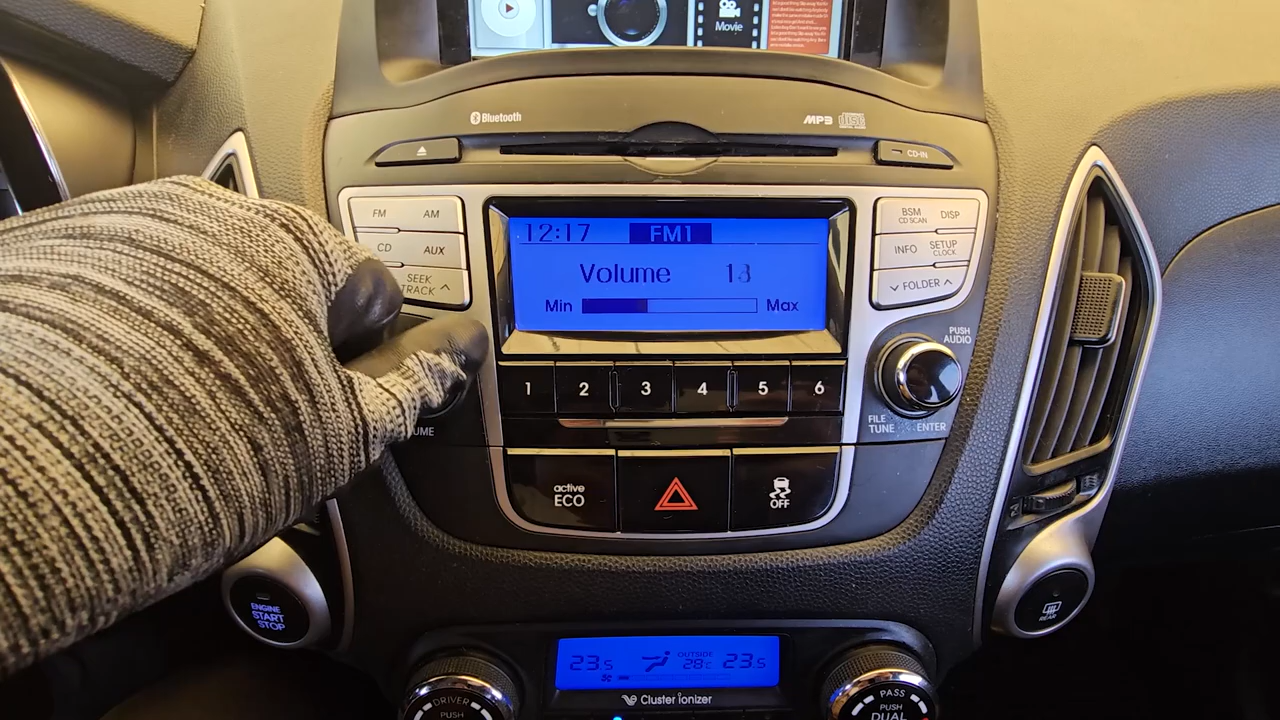 Movie
Bluetooth
MP3
CD-IN
FM AM
CD AUX
SEEK
TRACK
12:17 FM1
Volume
Min Max
BSM DISP
CD SCAN
INFO SETUP
CLOCK
FOLDER
PUSH
AUDIO
1 2 3 4 5 6
UME
FILE
TUNE
ENTER
active
ECO
OFF
ENGINE
START
STOP
REAR
OUTSIDE
23.5 28°C 23.5
Cluster ionizer
DRIVER
PUSH
PASS
PUSH
DUAL